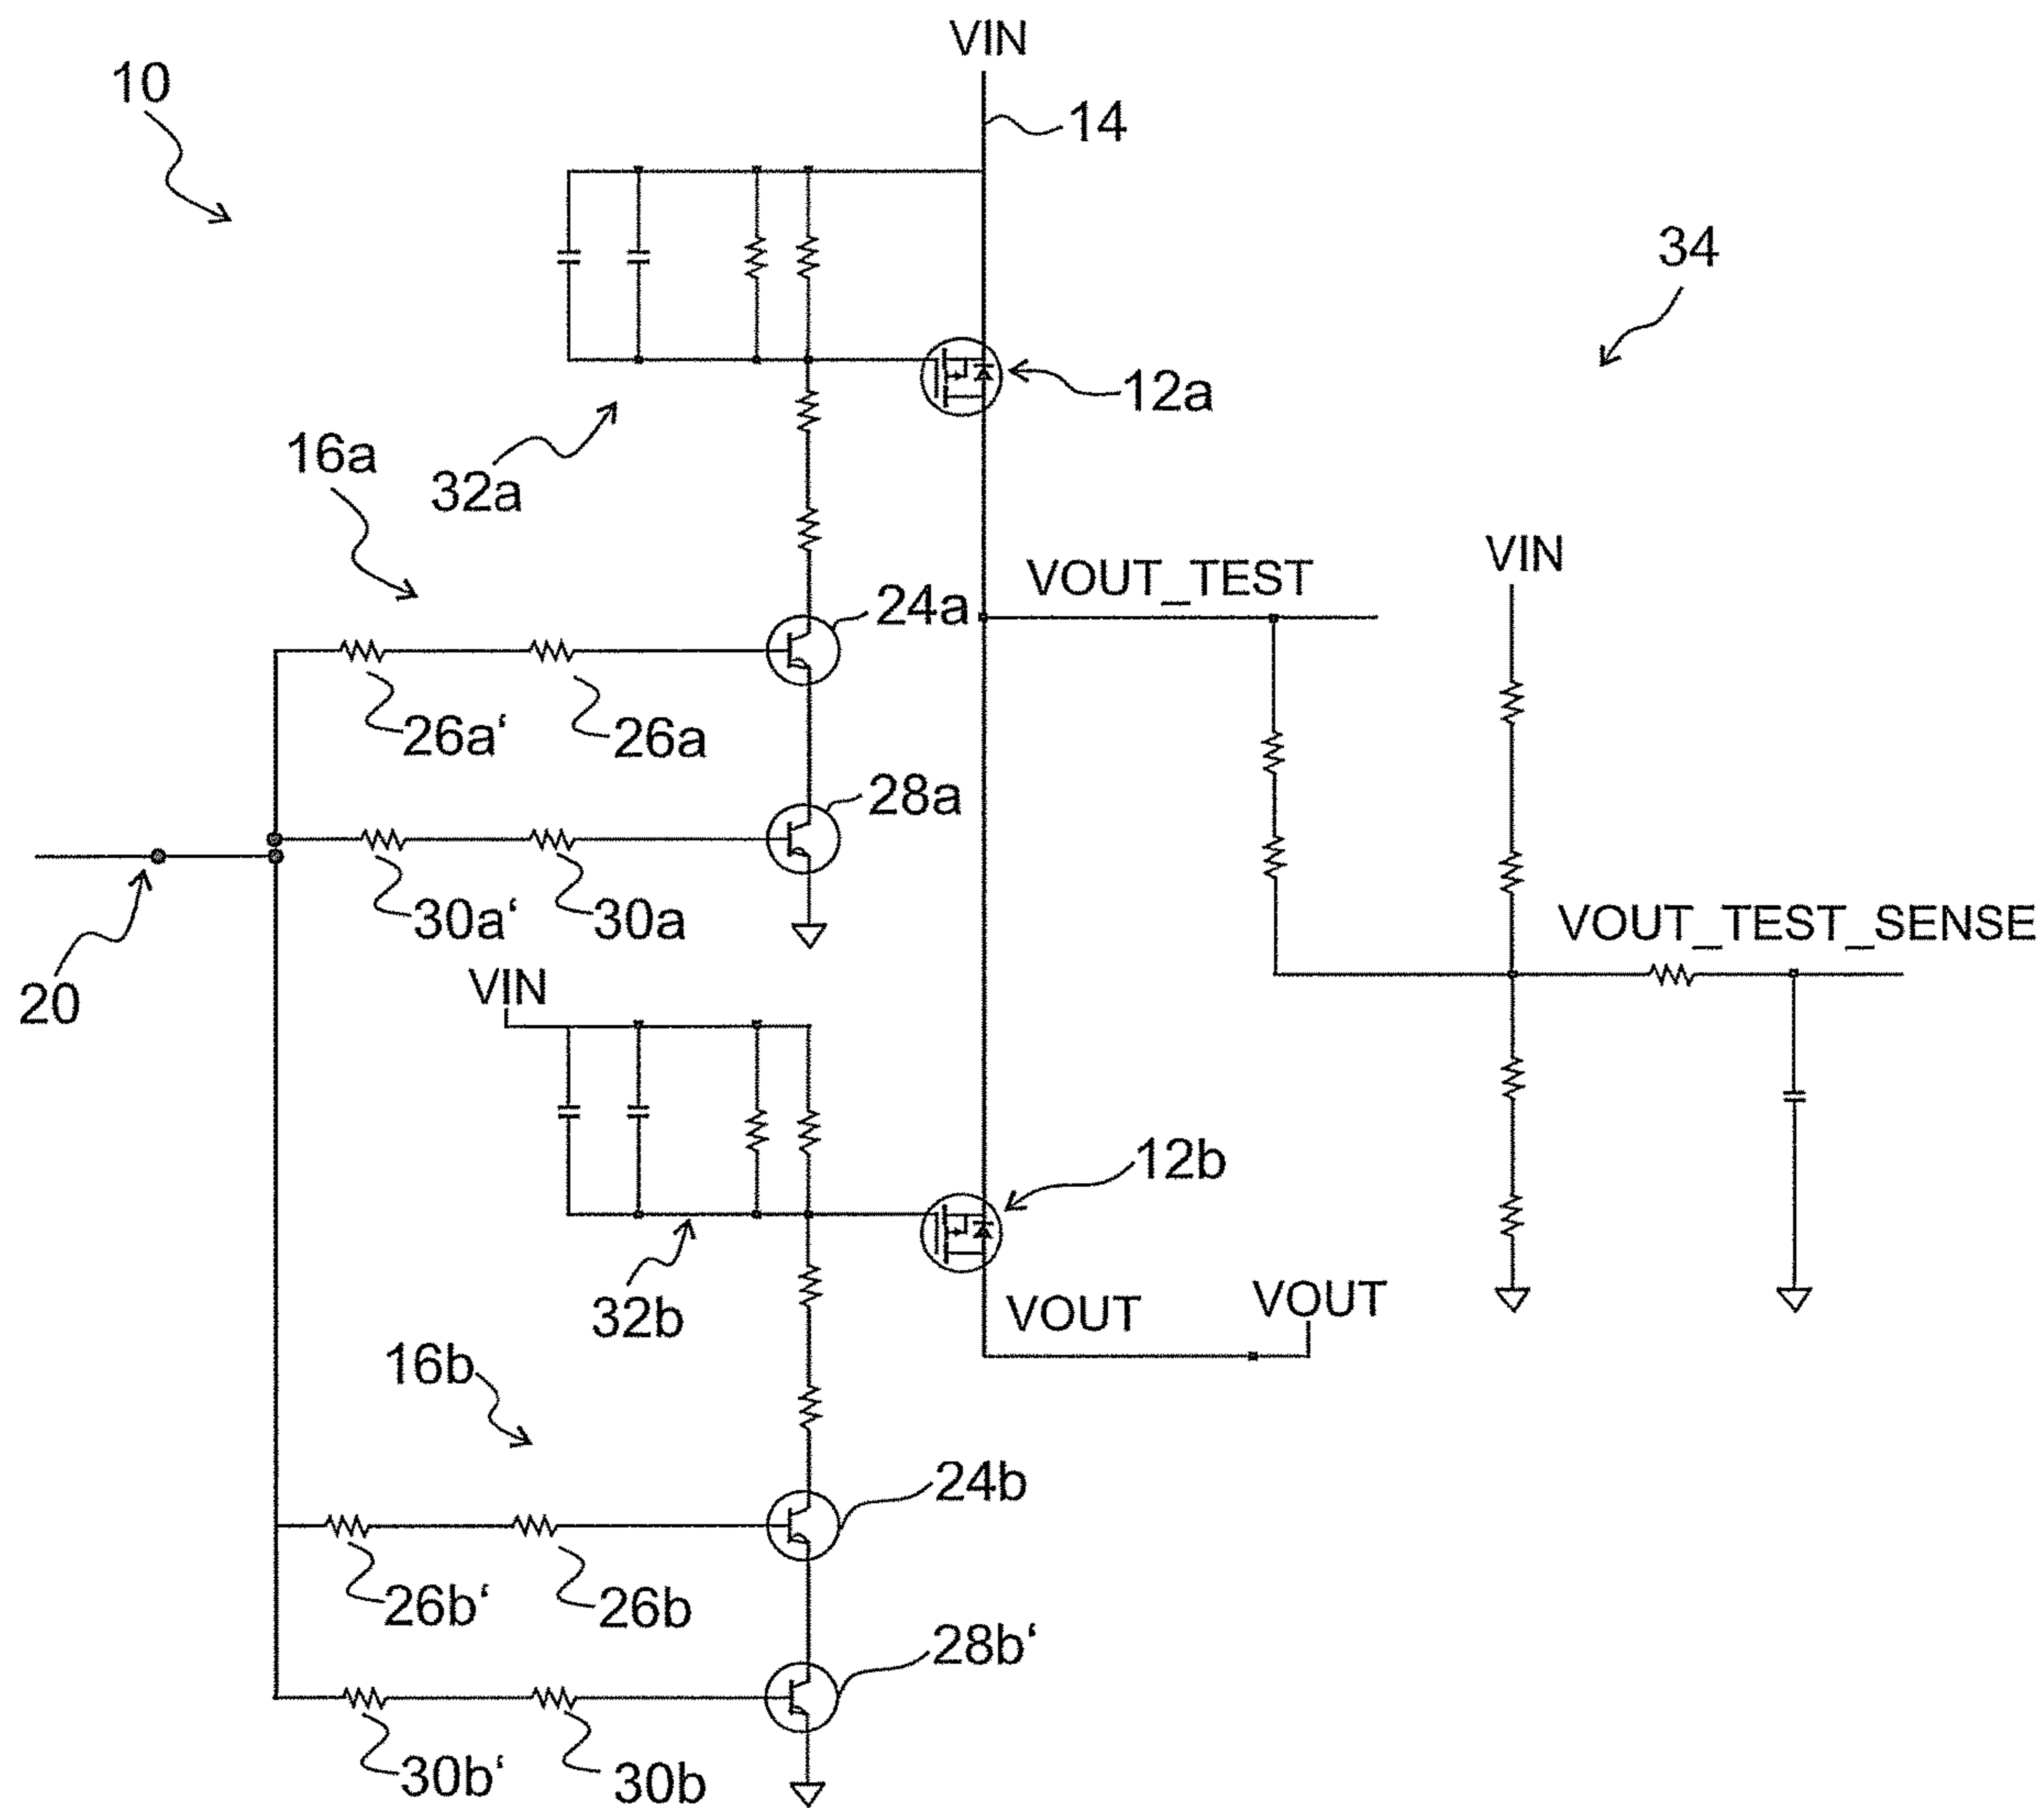 VIN
10
14
34
12a
16a
32a
VIN
VOUT_TEST
24a
26a‘
26a
28a
30a‘
30a
VOUT_TEST_SENSE
20
VIN
12b
32b
VOUT
VOUT
16b
24b
26b‘
26b
28b‘
30b‘
30b